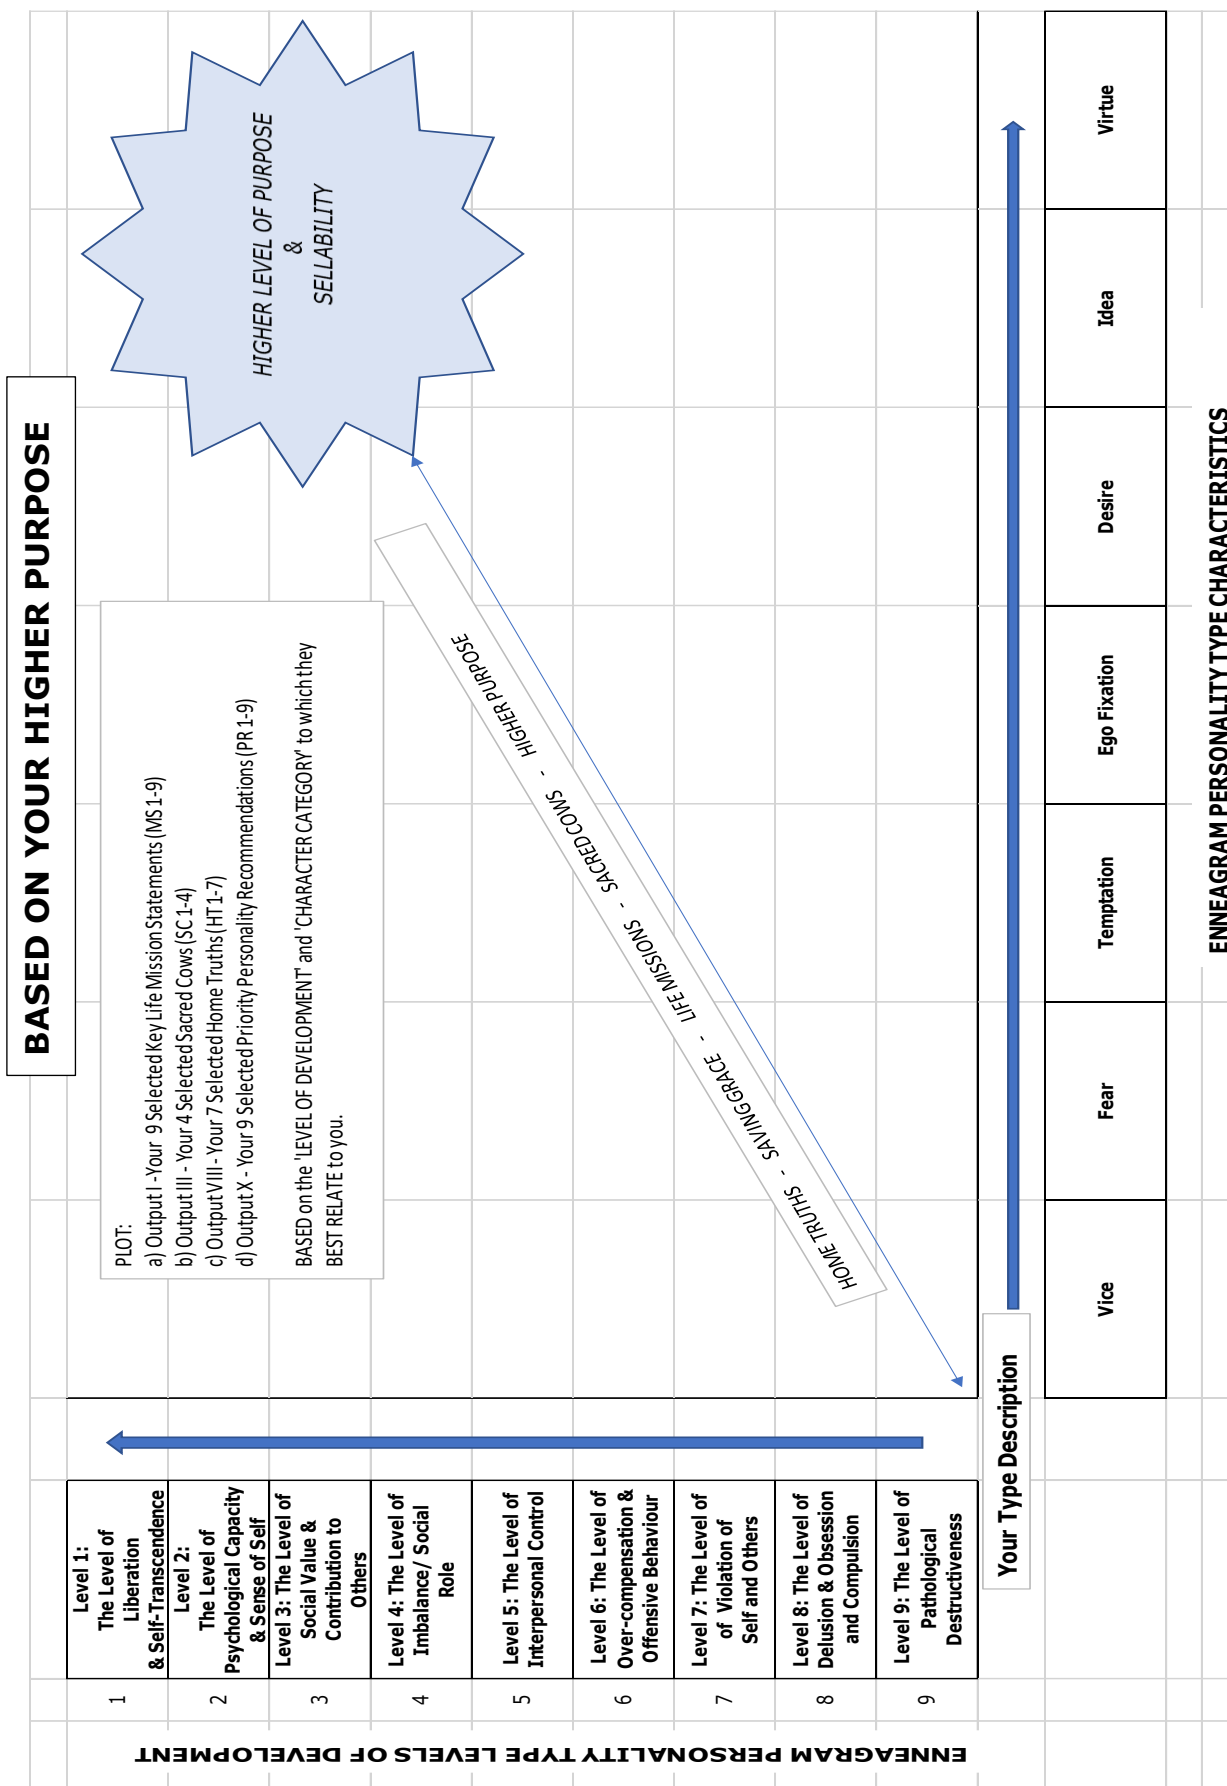 BASED ON YOUR HIGHER PURPOSE
PLOT:
a) Output I -Your 9 Selected Key Life Mission Statements (MS 1-9)
b) Output III - Your 4 Selected Sacred Cows (SC 1-4)
c) Output VIII - Your 7 Selected Home Truths (HT 1-7)
d) Output X - Your 9 Selected Priority Personality Recommendations (PR 1-9)
BASED on the 'LEVEL OF DEVELOPMENT' and 'CHARACTER CATEGORY' to which they
BEST RELATE to you.
HIGHER LEVEL OF PURPOSE
&
SELLABILITY
HOME TRUTHS - SAVING GRACE - LIFE MISSIONS - SACRED COWS - HIGHER PURPOSE
ENNEAGRAM PERSONALITY TYPE LEVELS OF DEVELOPMENT
1
Level 1:
The Level of
Liberation
& Self-Transcendence
2
Level 2:
The Level of
Psychological Capacity
& Sense of Self
3
Level 3: The Level of
Social Value &
Contribution to
Others
4
Level 4: The Level of
Imbalance/ Social
Role
5
Level 5: The Level of
Interpersonal Control
6
Level 6: The Level of
Over-compensation &
Offensive Behaviour
7
Level 7: The Level of
of Violation of
Self and Others
8
Level 8: The Level of
Delusion & Obsession
and Compulsion
9
Level 9: The Level of
Pathological
Destructiveness
Your Type Description
Vice
Fear
Temptation
Ego Fixation
Desire
Idea
Virtue
ENNEAGRAM PERSONALITY TYPE CHARACTERISTICS